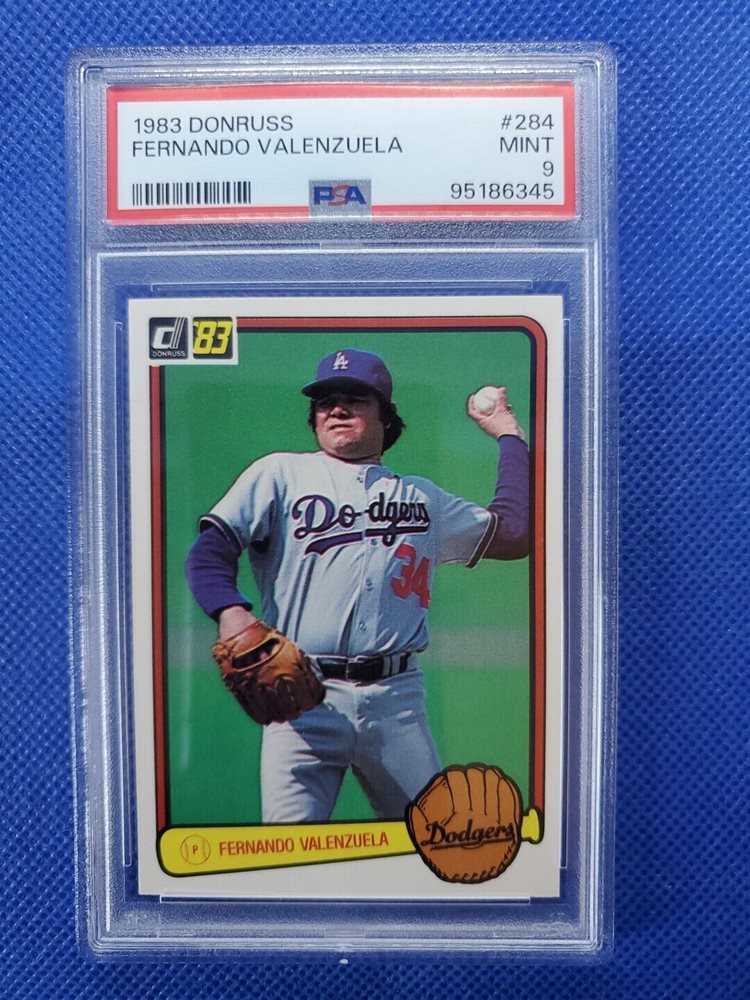 1983 DONRUSS #284
FERNANDO VALENZUELA MINT
9
PSA 95186345
d '83
DONRUSS
LA
Dodgers
34
P FERNANDO VALENZUELA
Dodgers